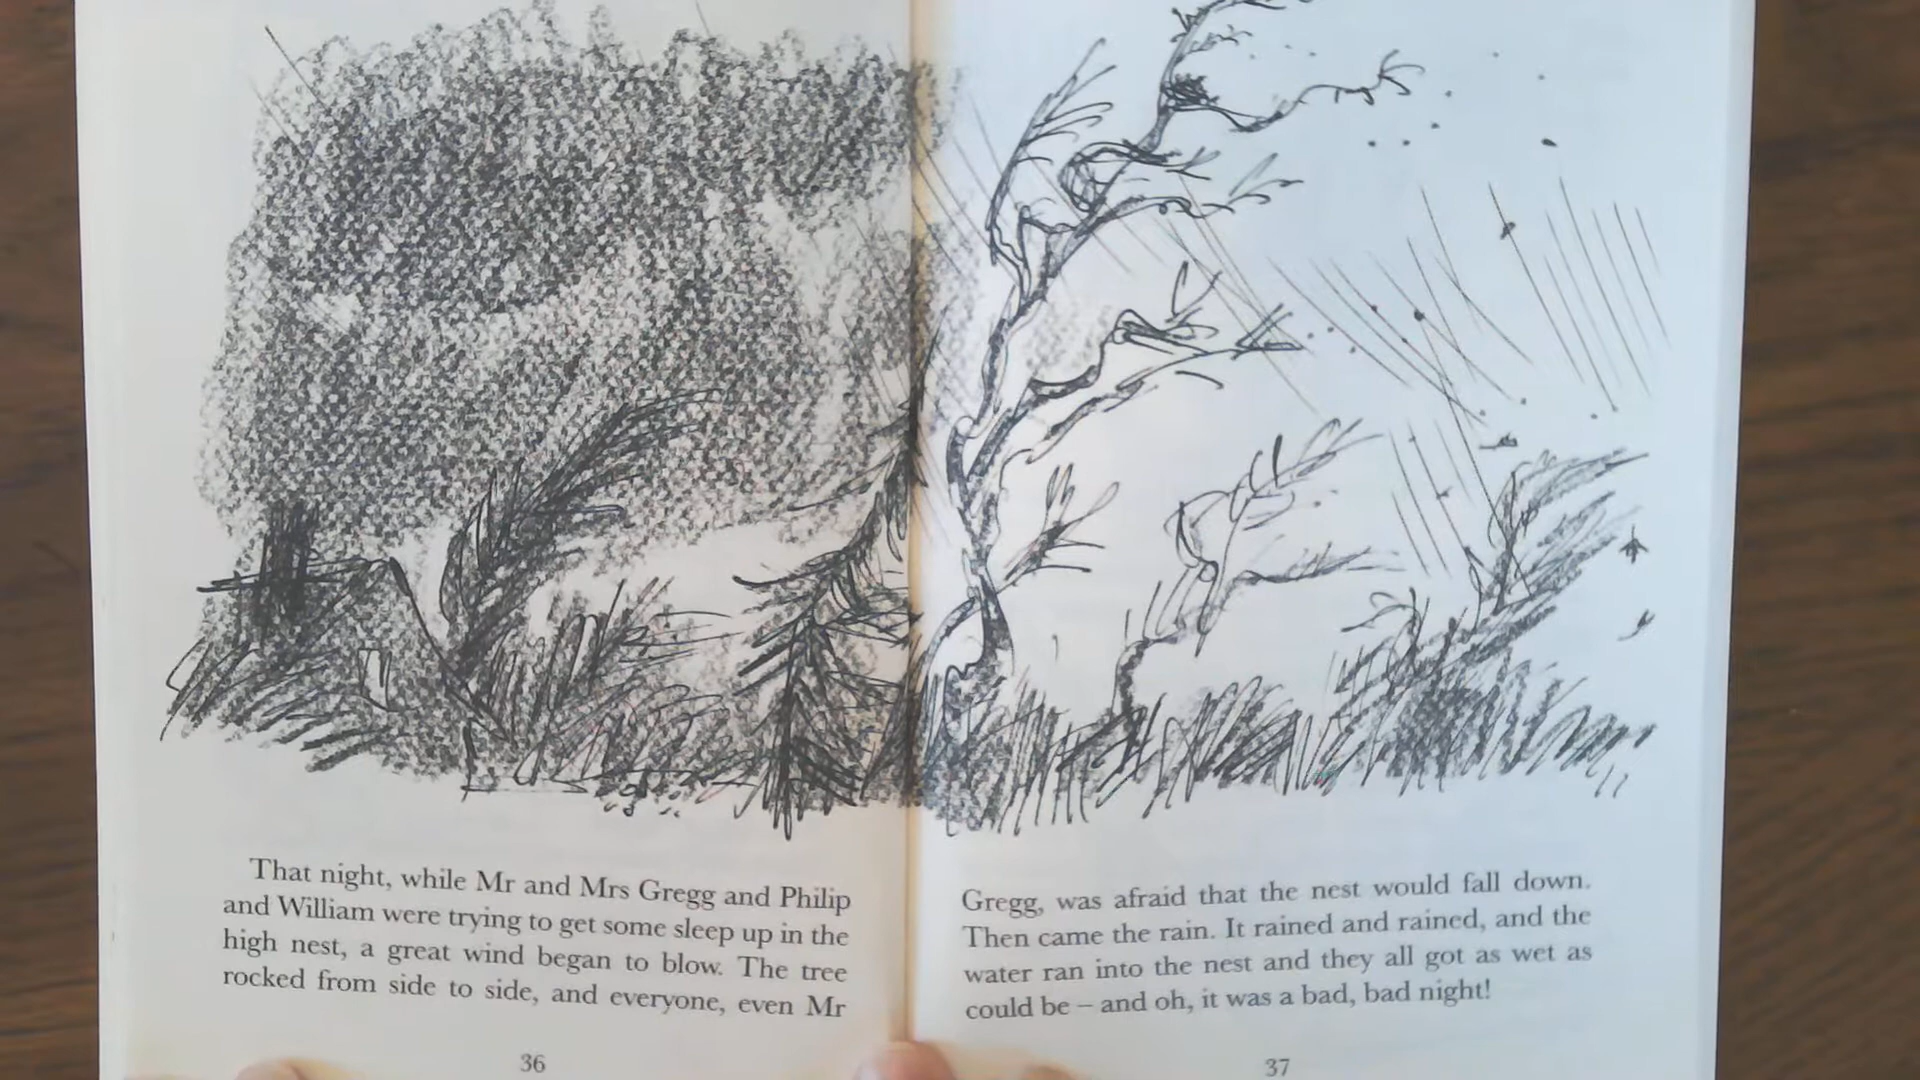 That night, while Mr and Mrs Gregg and Philip
and William were trying to get some sleep up in the
high nest, a great wind began to blow. The tree
rocked from side to side, and everyone, even Mr
36
Gregg, was afraid that the nest would fall down.
Then came the rain. It rained and rained, and the
water ran into the nest and they all got as wet as
could be – and oh, it was a bad, bad night!
37